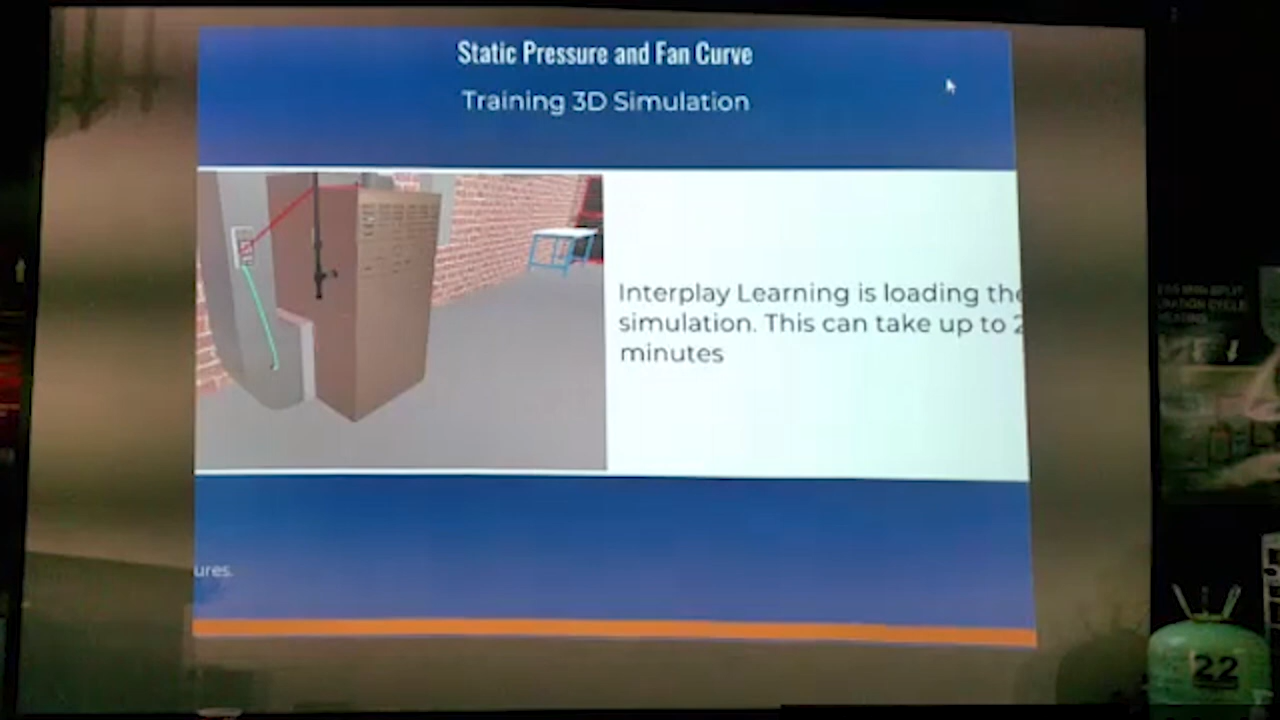 Static Pressure and Fan Curve
Training 3D Simulation
Interplay Learning is loading the
simulation. This can take up to 2
minutes
ures.
22